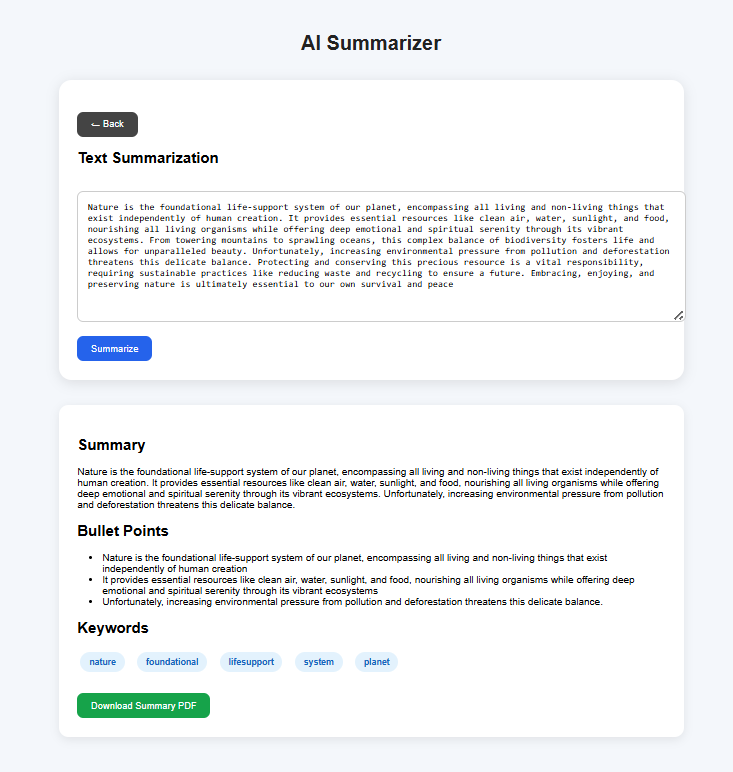 AI Summarizer
← Back
Text Summarization
Nature is the foundational life-support system of our planet, encompassing all living and non-living things that
exist independently of human creation. It provides essential resources like clean air, water, sunlight, and food,
nourishing all living organisms while offering deep emotional and spiritual serenity through its vibrant
ecosystems. From towering mountains to sprawling oceans, this complex balance of biodiversity fosters life and
allows for unparalleled beauty. Unfortunately, increasing environmental pressure from pollution and deforestation
threatens this delicate balance. Protecting and conserving this precious resource is a vital responsibility,
requiring sustainable practices like reducing waste and recycling to ensure a future. Embracing, enjoying, and
preserving nature is ultimately essential to our own survival and peace
Summarize
Summary
Nature is the foundational life-support system of our planet, encompassing all living and non-living things that exist independently of
human creation. It provides essential resources like clean air, water, sunlight, and food, nourishing all living organisms while offering
deep emotional and spiritual serenity through its vibrant ecosystems. Unfortunately, increasing environmental pressure from pollution
and deforestation threatens this delicate balance.
Bullet Points
• Nature is the foundational life-support system of our planet, encompassing all living and non-living things that exist
independently of human creation
• It provides essential resources like clean air, water, sunlight, and food, nourishing all living organisms while offering deep
emotional and spiritual serenity through its vibrant ecosystems
• Unfortunately, increasing environmental pressure from pollution and deforestation threatens this delicate balance.
Keywords
nature foundational lifesupport system planet
Download Summary PDF